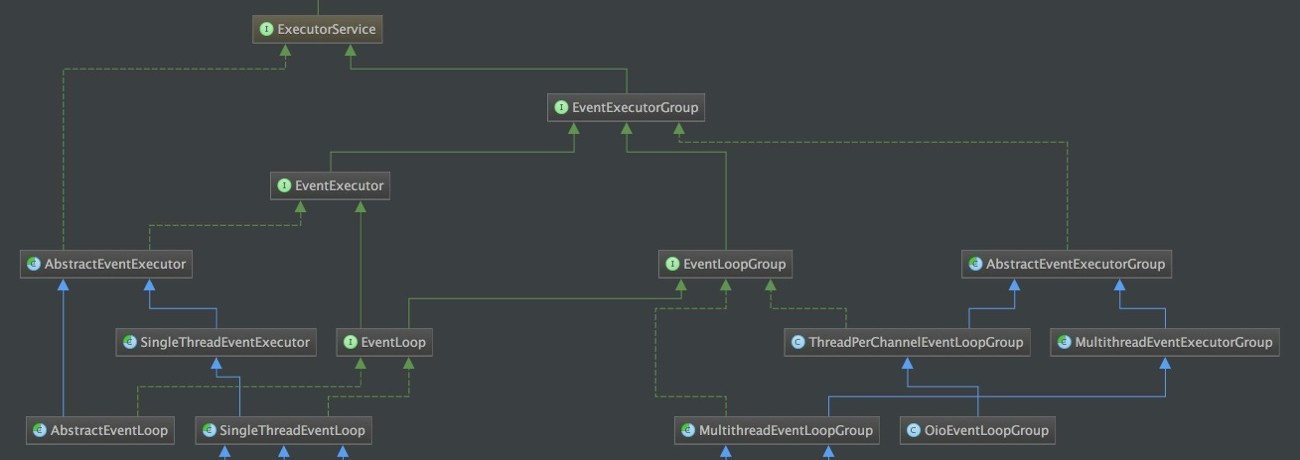 I ExecutorService
I EventExecutorGroup
I EventExecutor
C AbstractEventExecutor
I EventLoopGroup
C AbstractEventExecutorGroup
C SingleThreadEventExecutor
I EventLoop
C ThreadPerChannelEventLoopGroup
C MultithreadEventExecutorGroup
C AbstractEventLoop
C SingleThreadEventLoop
C MultithreadEventLoopGroup
C OioEventLoopGroup